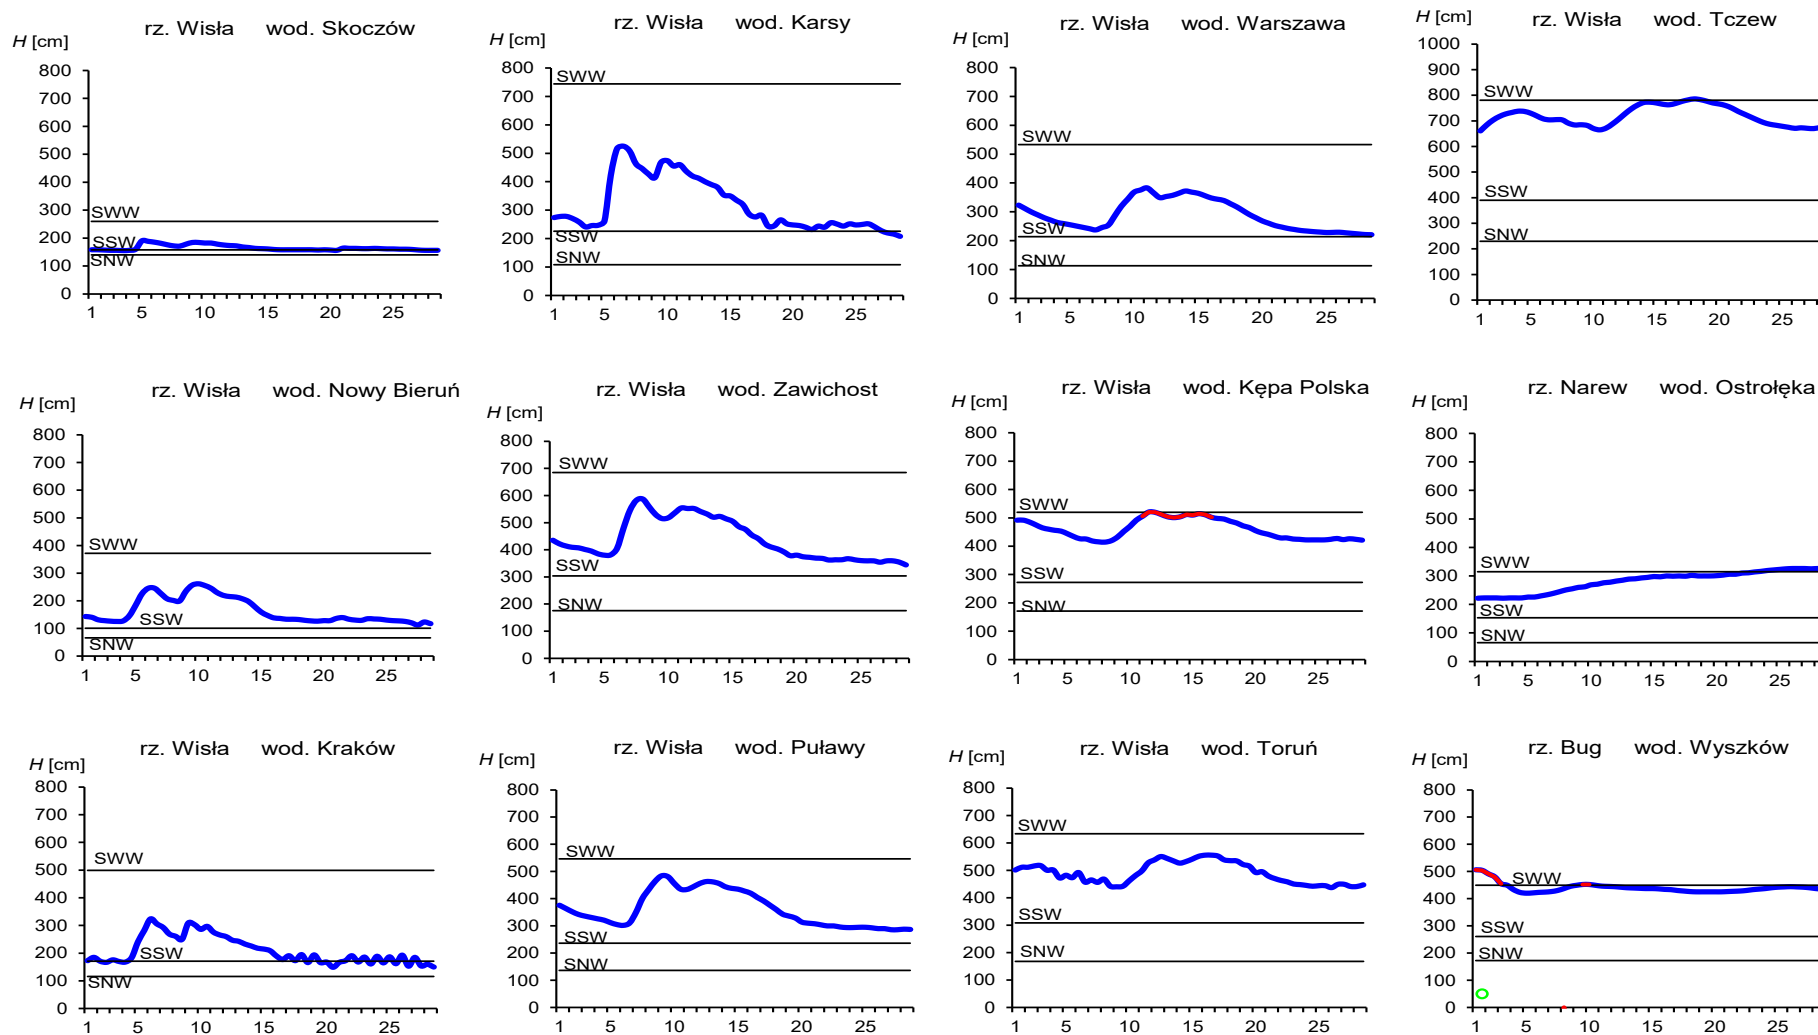 rz. Wisła wod. Skoczów
H [cm]
800
700
600
500
400
300
200
100
0
SWW
SSW
SNW
1 5 10 15 20 25
rz. Wisła wod. Karsy
H [cm]
800
700
600
500
400
300
200
100
0
SWW
SSW
SNW
1 5 10 15 20 25
rz. Wisła wod. Warszawa
H [cm]
800
700
600
500
400
300
200
100
0
SWW
SSW
SNW
1 5 10 15 20 25
rz. Wisła wod. Tczew
H [cm]
1000
900
800
700
600
500
400
300
200
100
0
SWW
SSW
SNW
1 5 10 15 20 25
rz. Wisła wod. Nowy Bieruń
H [cm]
800
700
600
500
400
300
200
100
0
SWW
SSW
SNW
1 5 10 15 20 25
rz. Wisła wod. Zawichost
H [cm]
800
700
600
500
400
300
200
100
0
SWW
SSW
SNW
1 5 10 15 20 25
rz. Wisła wod. Kępa Polska
H [cm]
800
700
600
500
400
300
200
100
0
SWW
SSW
SNW
1 5 10 15 20 25
rz. Narew wod. Ostrołęka
H [cm]
800
700
600
500
400
300
200
100
0
SWW
SSW
SNW
1 5 10 15 20 25
rz. Wisła wod. Kraków
H [cm]
800
700
600
500
400
300
200
100
0
SWW
SSW
SNW
1 5 10 15 20 25
rz. Wisła wod. Puławy
H [cm]
800
700
600
500
400
300
200
100
0
SWW
SSW
SNW
1 5 10 15 20 25
rz. Wisła wod. Toruń
H [cm]
800
700
600
500
400
300
200
100
0
SWW
SSW
SNW
1 5 10 15 20 25
rz. Bug wod. Wyszków
H [cm]
800
700
600
500
400
300
200
100
0
SWW
SSW
SNW
1 5 10 15 20 25